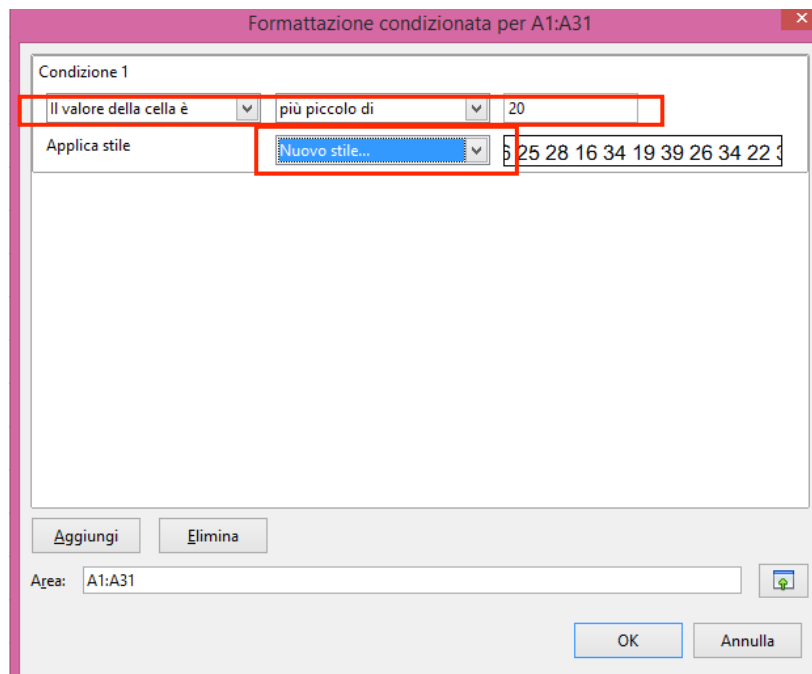 Formattazione condizionata per A1:A31
Condizione 1
Il valore della cella è più piccolo di 20
Applica stile Nuovo stile... 25 28 16 34 19 39 26 34 22
Aggiungi Elimina
Area: A1:A31
OK Annulla